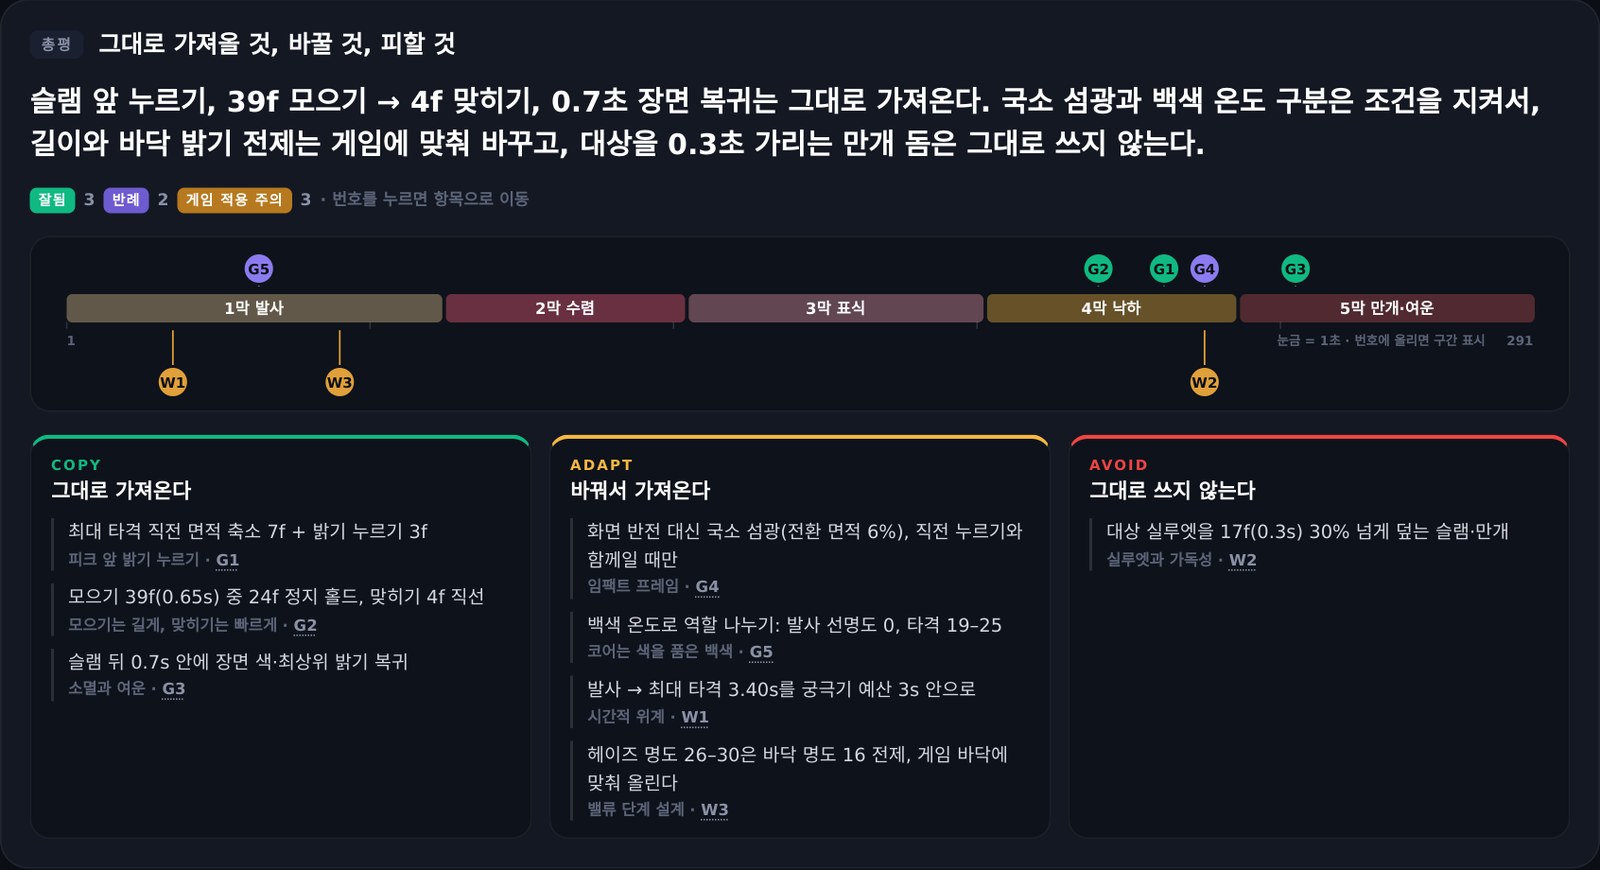 총평 그대로 가져올 것, 바꿀 것, 피할 것
슬램 앞 누르기, 39f 모으기 → 4f 맞히기, 0.7초 장면 복귀는 그대로 가져온다. 국소 섬광과 백색 온도 구분은 조건을 지켜서,
길이와 바닥 밝기 전제는 게임에 맞춰 바꾸고, 대상을 0.3초 가리는 만개 돔은 그대로 쓰지 않는다.
잘됨 3 반례 2 게임 적용 주의 3 · 번호를 누르면 항목으로 이동
G5 G2 G1 G4 G3
1막 발사 2막 수렴 3막 표식 4막 낙하 5막 만개·여운
1 눈금 = 1초 · 번호에 올리면 구간 표시 291
W1 W3 W2
COPY
그대로 가져온다
최대 타격 직전 면적 축소 7f + 밝기 누르기 3f
피크 앞 밝기 누르기 · G1
모으기 39f(0.65s) 중 24f 정지 홀드, 맞히기 4f 직선
모으기는 길게, 맞히기는 빠르게 · G2
슬램 뒤 0.7s 안에 장면 색·최상위 밝기 복귀
소멸과 여운 · G3
ADAPT
바꿔서 가져온다
화면 반전 대신 국소 섬광(전환 면적 6%), 직전 누르기와
함께일 때만
임팩트 프레임 · G4
백색 온도로 역할 나누기: 발사 선명도 0, 타격 19–25
코어는 색을 품은 백색 · G5
발사 → 최대 타격 3.40s를 궁극기 예산 3s 안으로
시간적 위계 · W1
헤이즈 명도 26–30은 바닥 명도 16 전제, 게임 바닥에
맞춰 올린다
밸류 단계 설계 · W3
AVOID
그대로 쓰지 않는다
대상 실루엣을 17f(0.3s) 30% 넘게 덮는 슬램·만개
실루엣과 가독성 · W2